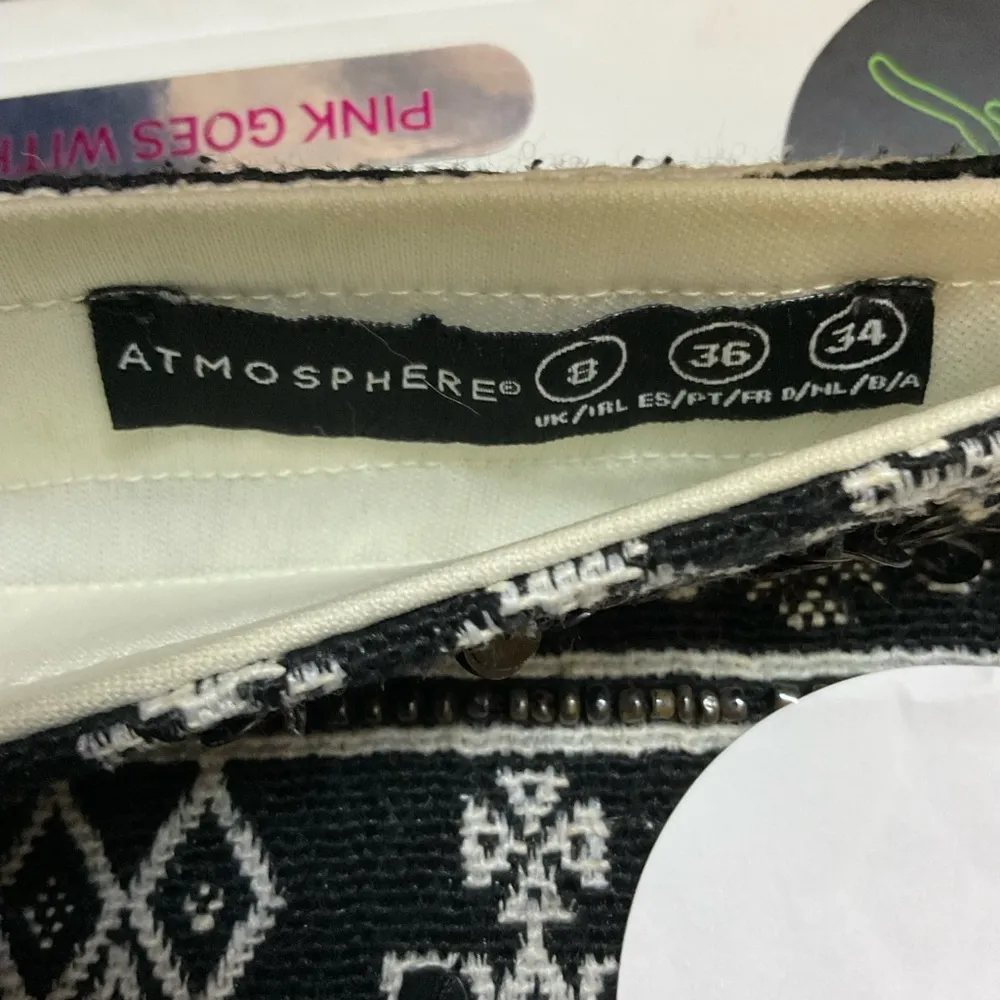 PINK GOES WITH
ATMOSPHERE®
8 36 34
UK/IRL ES/PT/FR D/NL/B/A